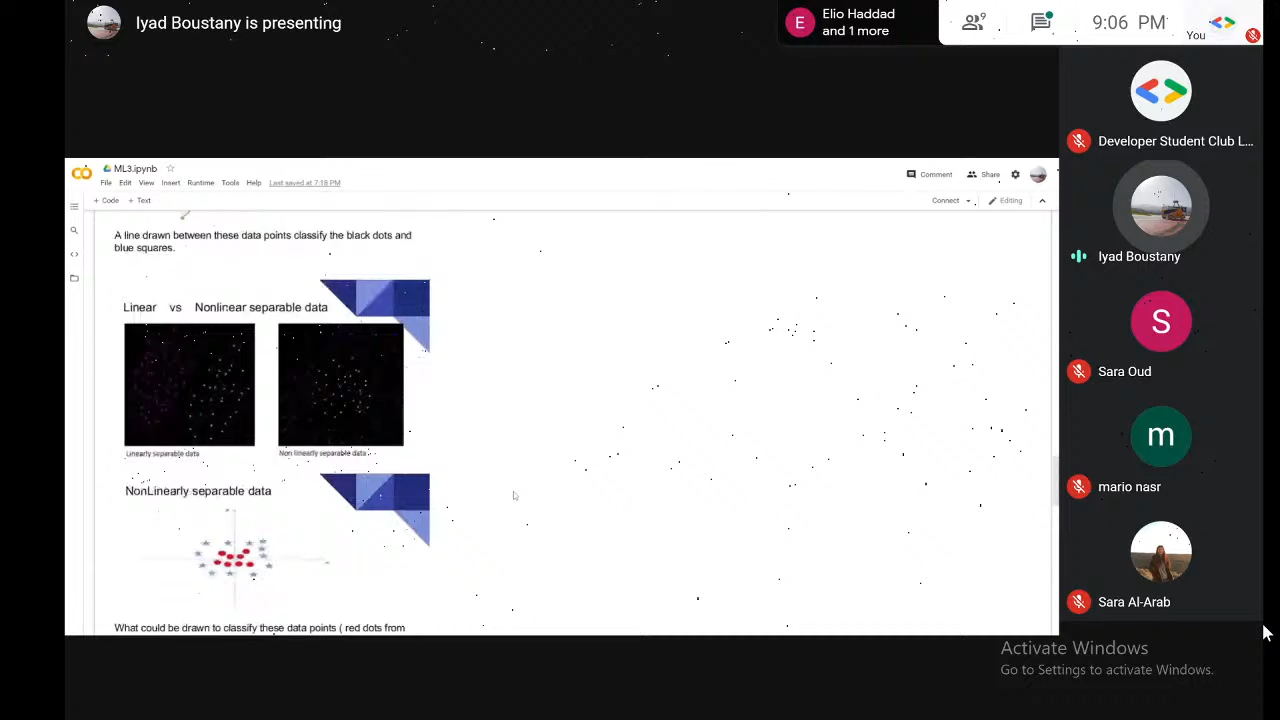 Iyad Boustany is presenting
E
Elio Haddad
and 1 more
9
9:06 PM
You
ML3.ipynb
File Edit View Insert Runtime Tools Help Last saved at 7:18 PM
Comment
Share
+ Code + Text
Connect
Editing
A line drawn between these data points classify the black dots and
blue squares.
Linear vs Nonlinear separable data
Linearly separable data
Non linearlly separable data
NonLinearly separable data
What could be drawn to classify these data points ( red dots from
Developer Student Club L...
Iyad Boustany
S
Sara Oud
m
mario nasr
Sara Al-Arab
Activate Windows
Go to Settings to activate Windows.